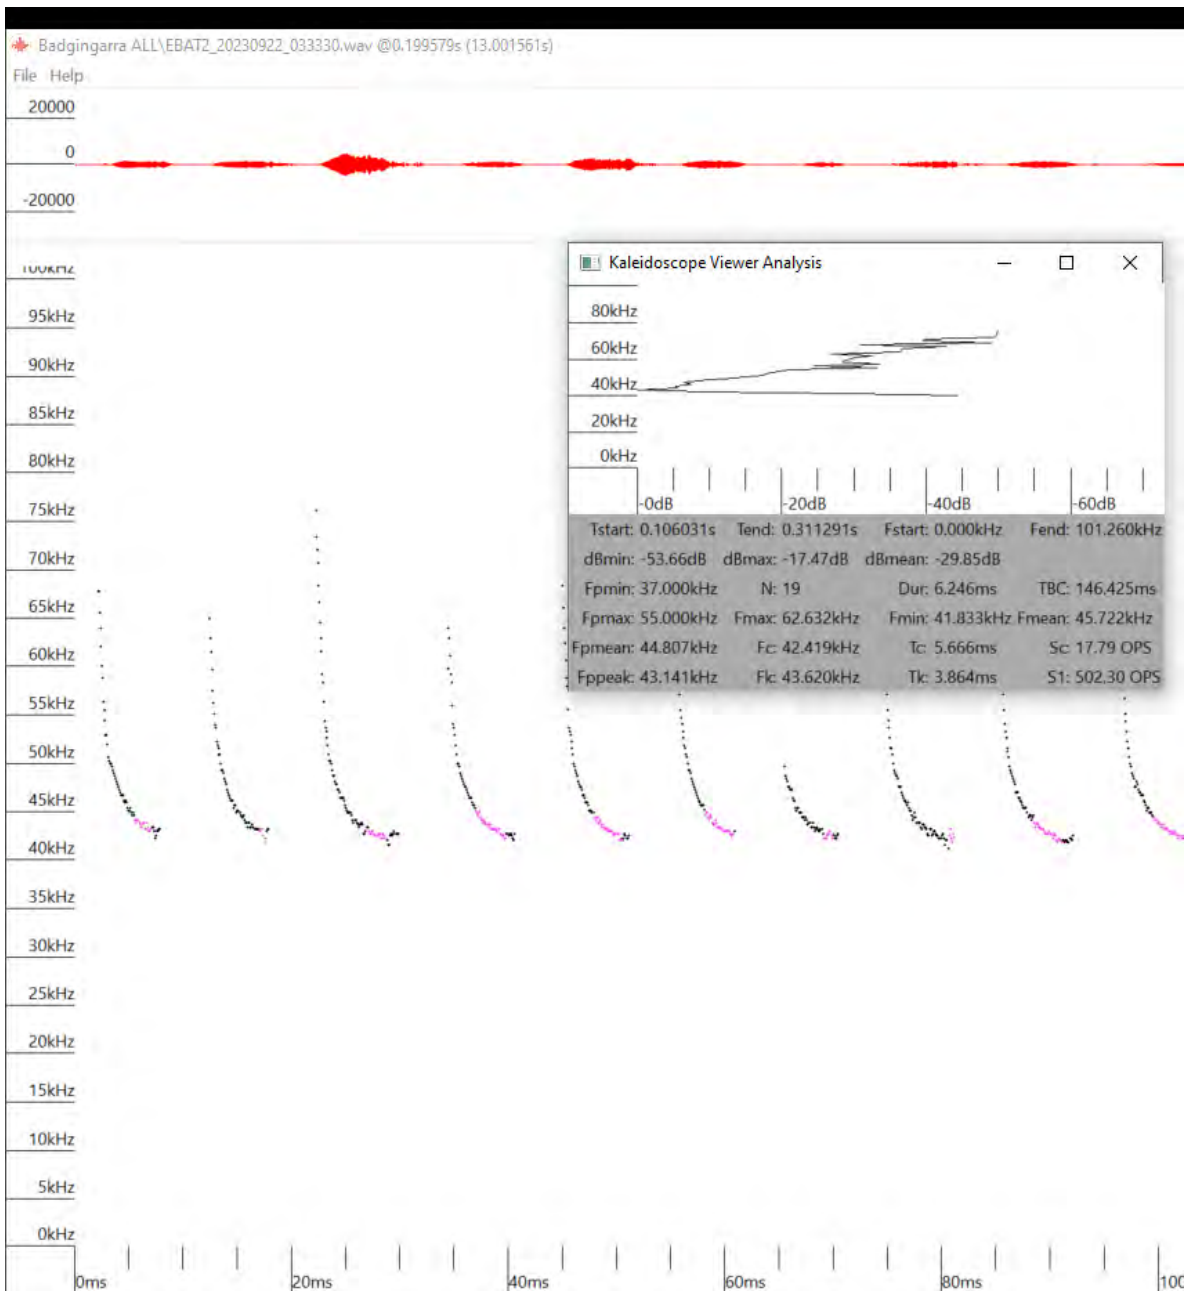 Badgingarra ALL\EBAT2_20230922_033330.wav @0.199579s (13.001561s)
File Help
20000
0
-20000
100kHz
95kHz
90kHz
85kHz
80kHz
75kHz
70kHz
65kHz
60kHz
55kHz
50kHz
45kHz
40kHz
35kHz
30kHz
25kHz
20kHz
15kHz
10kHz
5kHz
0kHz
0ms 20ms 40ms 60ms 80ms 100
Kaleidoscope Viewer Analysis
80kHz
60kHz
40kHz
20kHz
0kHz
-0dB -20dB -40dB -60dB
Tstart: 0.106031s Tend: 0.311291s Fstart: 0.000kHz Fend: 101.260kHz
dBmin: -53.66dB dBmax: -17.47dB dBmean: -29.85dB
Fpmin: 37.000kHz N: 19 Dur: 6.246ms TBC: 146.425ms
Fpmax: 55.000kHz Fmax: 62.632kHz Fmin: 41.833kHz Fmean: 45.722kHz
Fpmean: 44.807kHz Fc: 42.419kHz Tc: 5.666ms Sc: 17.79 OPS
Fppeak: 43.141kHz Fk: 43.620kHz Tk: 3.864ms S1: 502.30 OPS